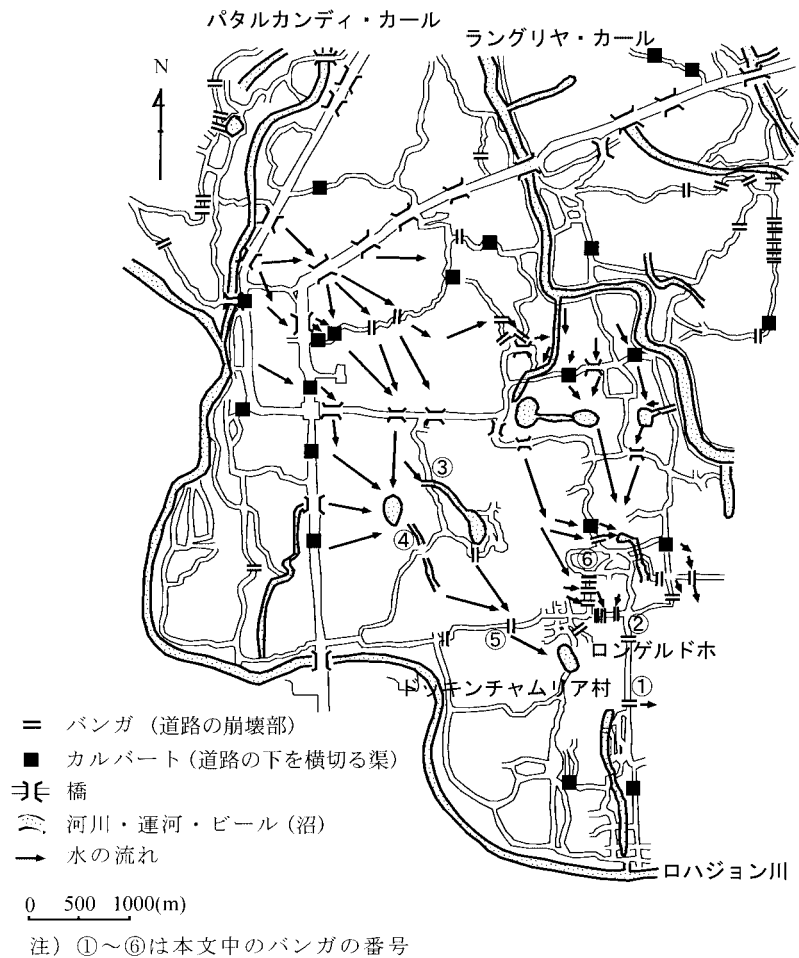 パタルカンディ・カール
ラングリヤ・カール
N
③
④
⑥
⑤
②
ロンゲルドホ
ドッキンチャムリア村
①
バンガ (道路の崩壊部)
カルバート (道路の下を横切る渠)
橋
河川・運河・ビール (沼)
水の流れ
ロハジョン川
0 500 1000(m)
注) ①～⑥は本文中のバンガの番号